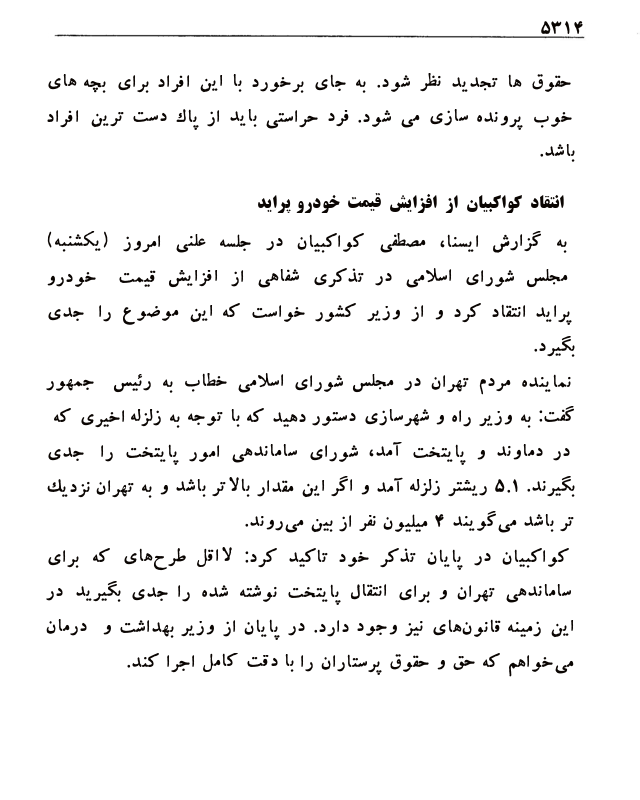 ۵۳۱۴
حقوق ها تجدید نظر شود. به جای برخورد با این افراد برای بچه های
خوب پرونده سازی می شود. فرد حراستی باید از پاك دست ترین افراد
باشد.
انتقاد کواکبیان از افزایش قیمت خودرو پراید
به گزارش ایسنا، مصطفی کواکبیان در جلسه علنی امروز (یکشنبه)
مجلس شورای اسلامی در تذکری شفاهی از افزایش قیمت خودرو
پراید انتقاد کرد و از وزیر کشور خواست که این موضوع را جدی
بگیرد.
نماینده مردم تهران در مجلس شورای اسلامی خطاب به رئیس جمهور
گفت: به وزیر راه و شهرسازی دستور دهید که با توجه به زلزله اخیری که
در دماوند و پایتخت آمد، شورای ساماندهی امور پایتخت را جدی
بگیرند. ۵.۱ ریشتر زلزله آمد و اگر این مقدار بالا تر باشد و به تهران نزدیك
تر باشد می‌گویند ۴ میلیون نفر از بین می‌روند.
کواکبیان در پایان تذکر خود تاکید کرد: لااقل طرح‌های که برای
ساماندهی تهران و برای انتقال پایتخت نوشته شده را جدی بگیرید در
این زمینه قانون‌های نیز وجود دارد. در پایان از وزیر بهداشت و درمان
می‌خواهم که حق و حقوق پرستاران را با دقت کامل اجرا کند.